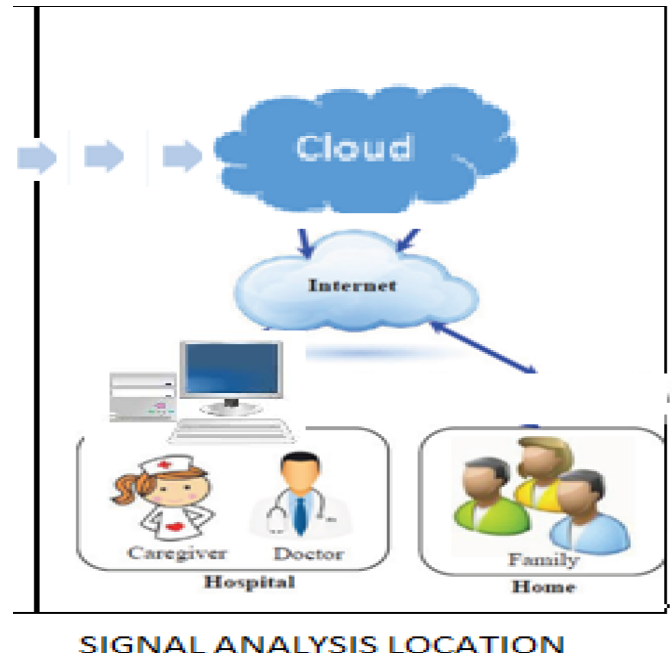 Cloud
Internet
Caregiver Doctor
Hospital
Family
Home
SIGNAL ANALYSIS LOCATION